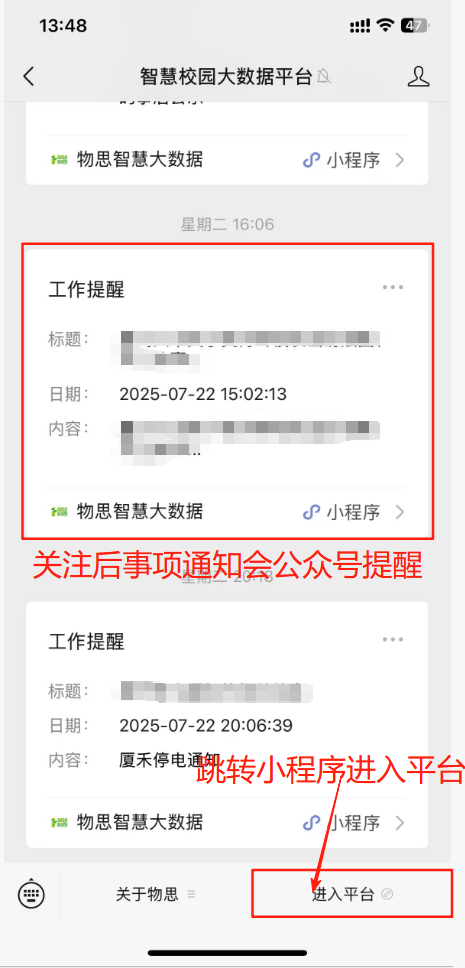 13:48
47
智慧校园大数据平台
物思智慧大数据 小程序
星期二 16:06
工作提醒
标题：
日期： 2025-07-22 15:02:13
内容：
物思智慧大数据 小程序
关注后事项通知会公众号提醒
星期二 20:18
工作提醒
标题：
日期： 2025-07-22 20:06:39
内容： 厦禾停电通知
跳转小程序进入平台
物思智慧大数据 小程序
关于物思
进入平台